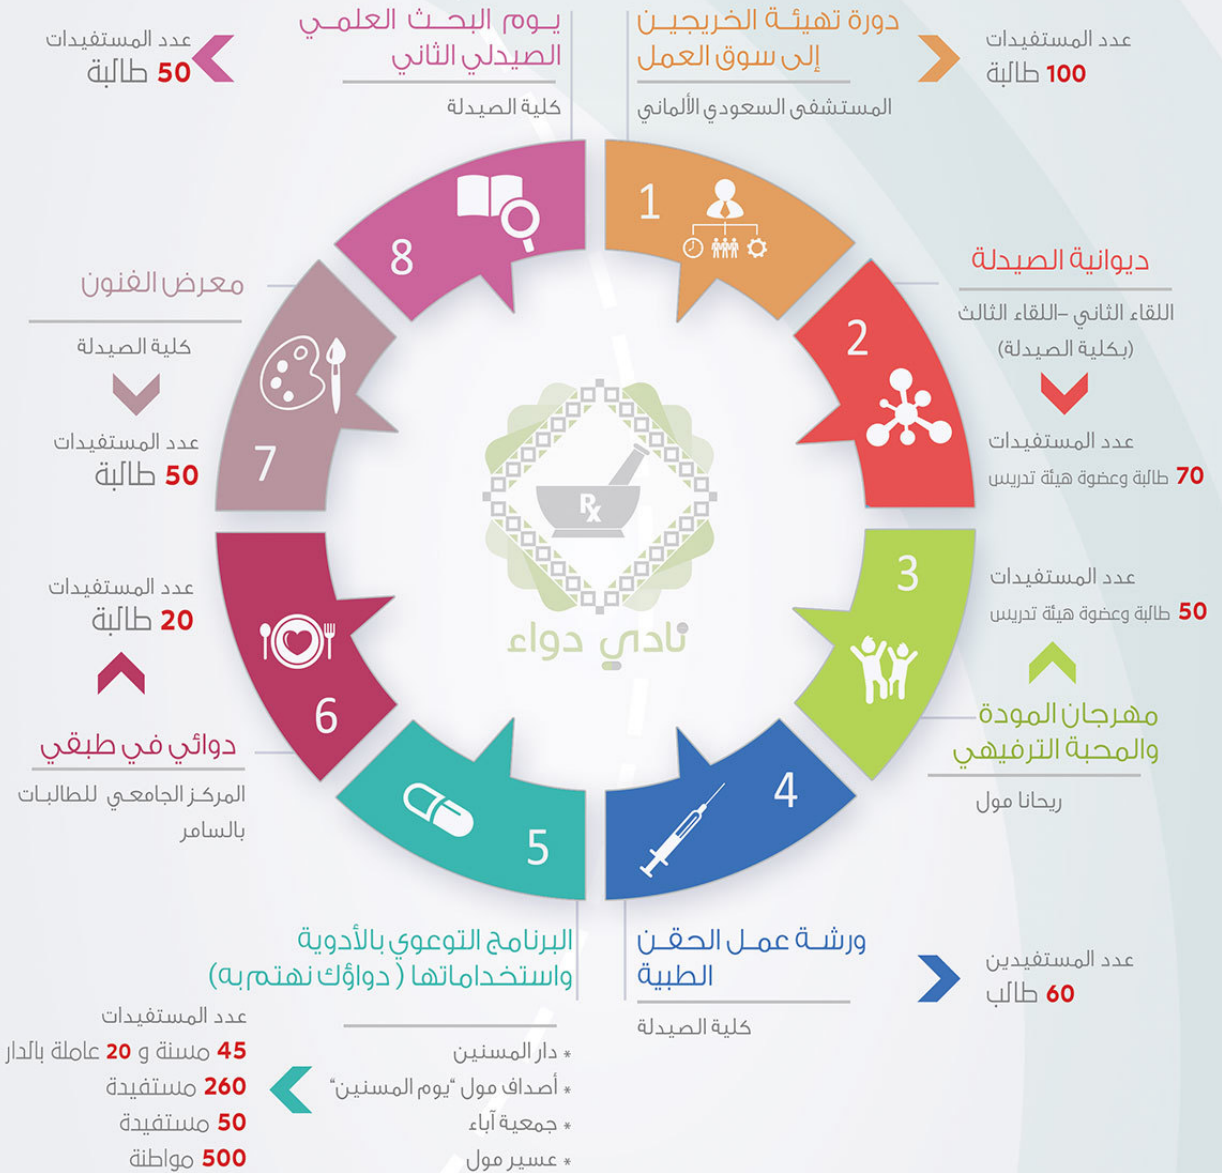 دورة تهيئة الخريجين
إلى سوق العمل
المستشفى السعودي الألماني
عدد المستفيدات
100 طالبة
1
ديوانية الصيدلة
اللقاء الثاني –اللقاء الثالث
(بكلية الصيدلة)
عدد المستفيدات
70 طالبة وعضوة هيئة تدريس
2
عدد المستفيدات
50 طالبة وعضوة هيئة تدريس
مهرجان المودة
والمحبة الترفيهي
ريحانا مول
3
ورشة عمل الحقن
الطبية
كلية الصيدلة
عدد المستفيدين
60 طالب
4
البرنامج التوعوي بالأدوية
واستخداماتها ( دواؤك نهتم به)
* دار المسنين
* أصداف مول "يوم المسنين"
* جمعية آباء
* عسير مول
عدد المستفيدات
45 مسنة و 20 عاملة بالدار
260 مستفيدة
50 مستفيدة
500 مواطنة
5
عدد المستفيدات
20 طالبة
دوائي في طبقي
المركز الجامعي للطالبات
بالسامر
6
معرض الفنون
كلية الصيدلة
عدد المستفيدات
50 طالبة
7
يوم البحث العلمي
الصيدلي الثاني
كلية الصيدلة
عدد المستفيدات
50 طالبة
8
Rx
نادي دواء